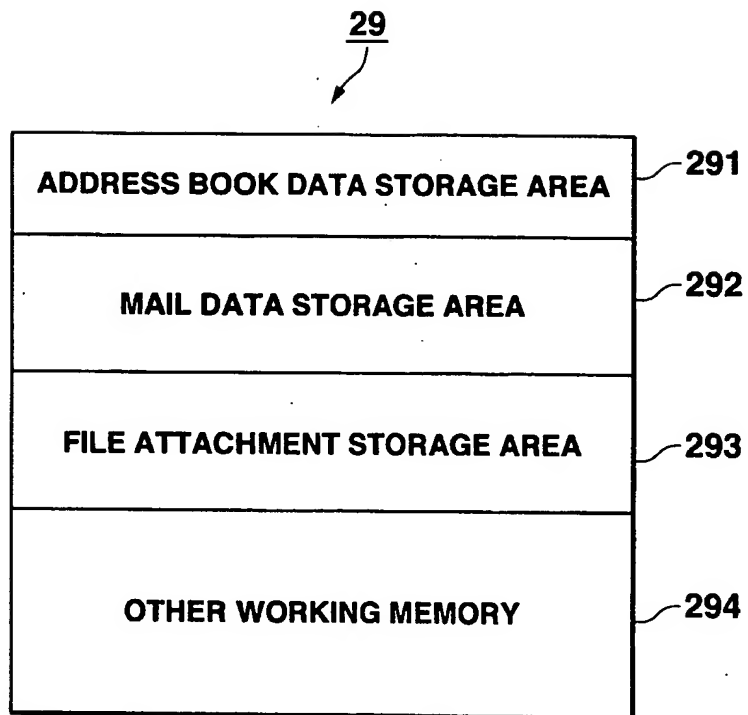 29
ADDRESS BOOK DATA STORAGE AREA 291
MAIL DATA STORAGE AREA 292
FILE ATTACHMENT STORAGE AREA 293
OTHER WORKING MEMORY 294